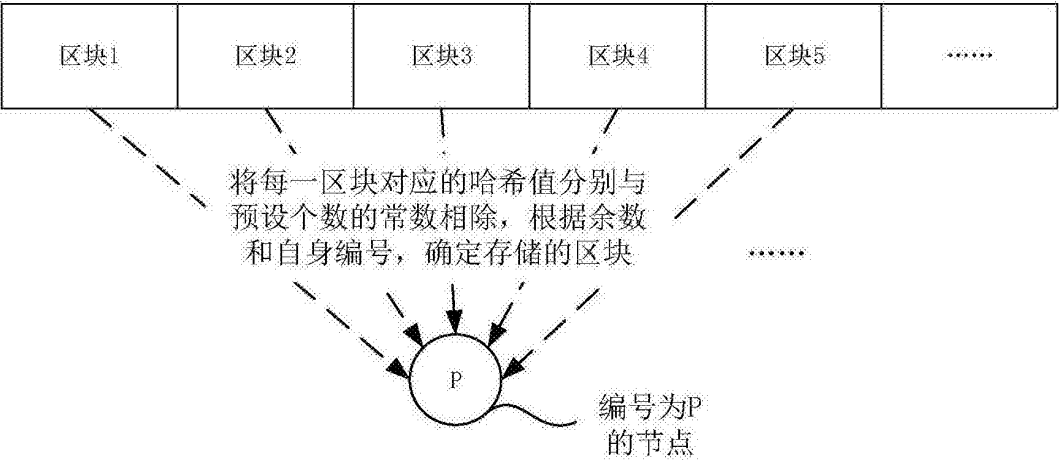 区块1
区块2
区块3
区块4
区块5
……
将每一区块对应的哈希值分别与
预设个数的常数相除，根据余数
和自身编号，确定存储的区块
……
P
编号为P
的节点